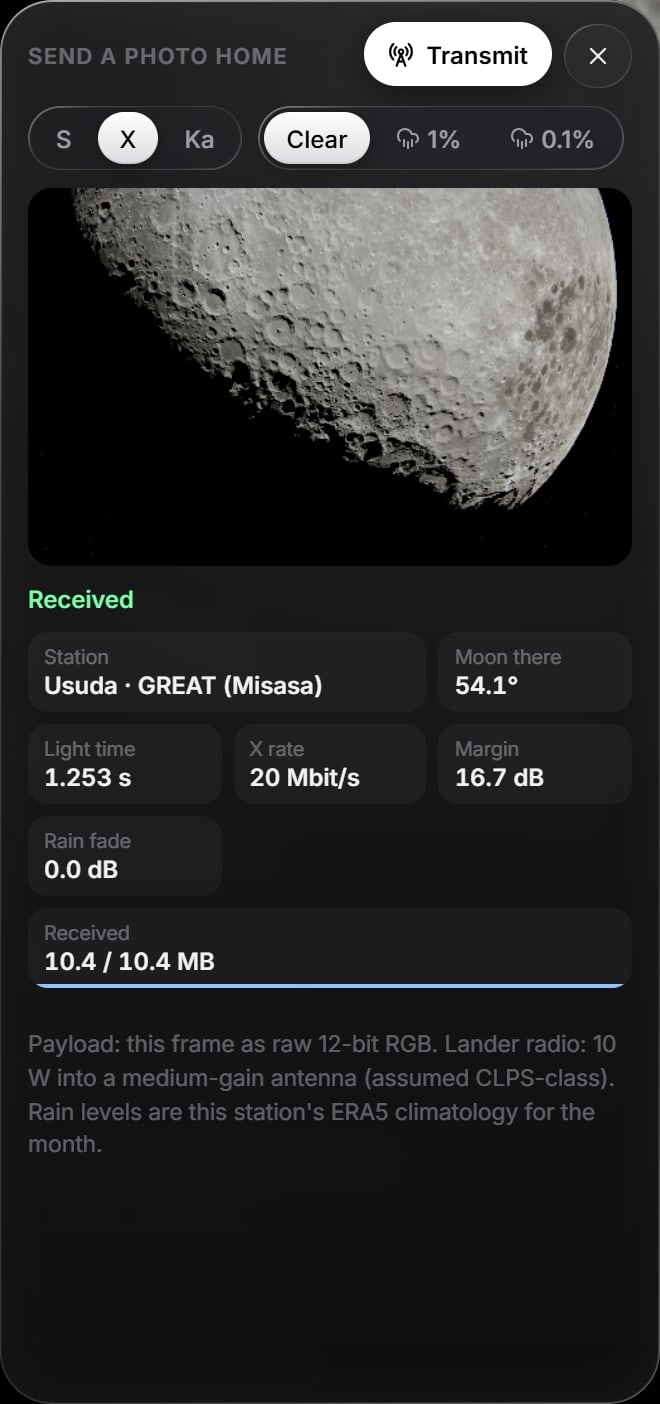 SEND A PHOTO HOME
Transmit
S
X
Ka
Clear
1%
0.1%
Received
Station
Usuda · GREAT (Misasa)
Moon there
54.1°
Light time
1.253 s
X rate
20 Mbit/s
Margin
16.7 dB
Rain fade
0.0 dB
Received
10.4 / 10.4 MB
Payload: this frame as raw 12-bit RGB. Lander radio: 10
W into a medium-gain antenna (assumed CLPS-class).
Rain levels are this station's ERA5 climatology for the
month.